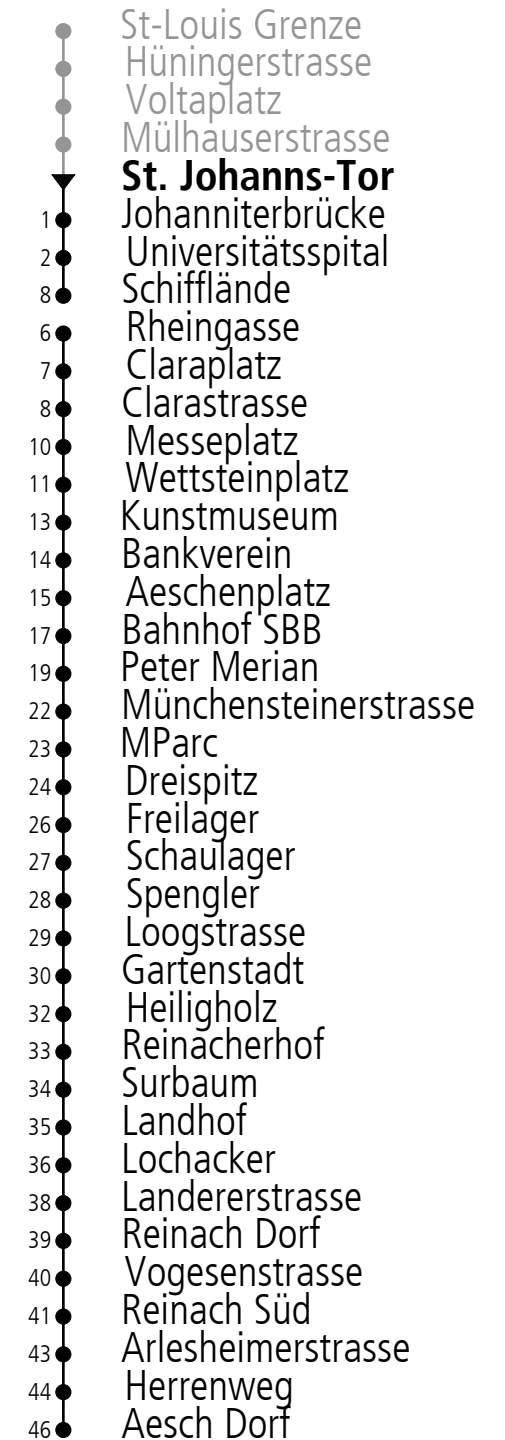 St-Louis Grenze
Hüningerstrasse
Voltaplatz
Mülhauserstrasse
St. Johanns-Tor
1 Johanniterbrücke
2 Universitätsspital
8 Schifflände
6 Rheingasse
7 Claraplatz
8 Clarastrasse
10 Messeplatz
11 Wettsteinplatz
13 Kunstmuseum
14 Bankverein
15 Aeschenplatz
17 Bahnhof SBB
19 Peter Merian
22 Münchensteinerstrasse
23 MParc
24 Dreispitz
26 Freilager
27 Schaulager
28 Spengler
29 Loogstrasse
30 Gartenstadt
32 Heiligholz
33 Reinacherhof
34 Surbaum
35 Landhof
36 Lochacker
38 Landererstrasse
39 Reinach Dorf
40 Vogesenstrasse
41 Reinach Süd
43 Arlesheimerstrasse
44 Herrenweg
46 Aesch Dorf